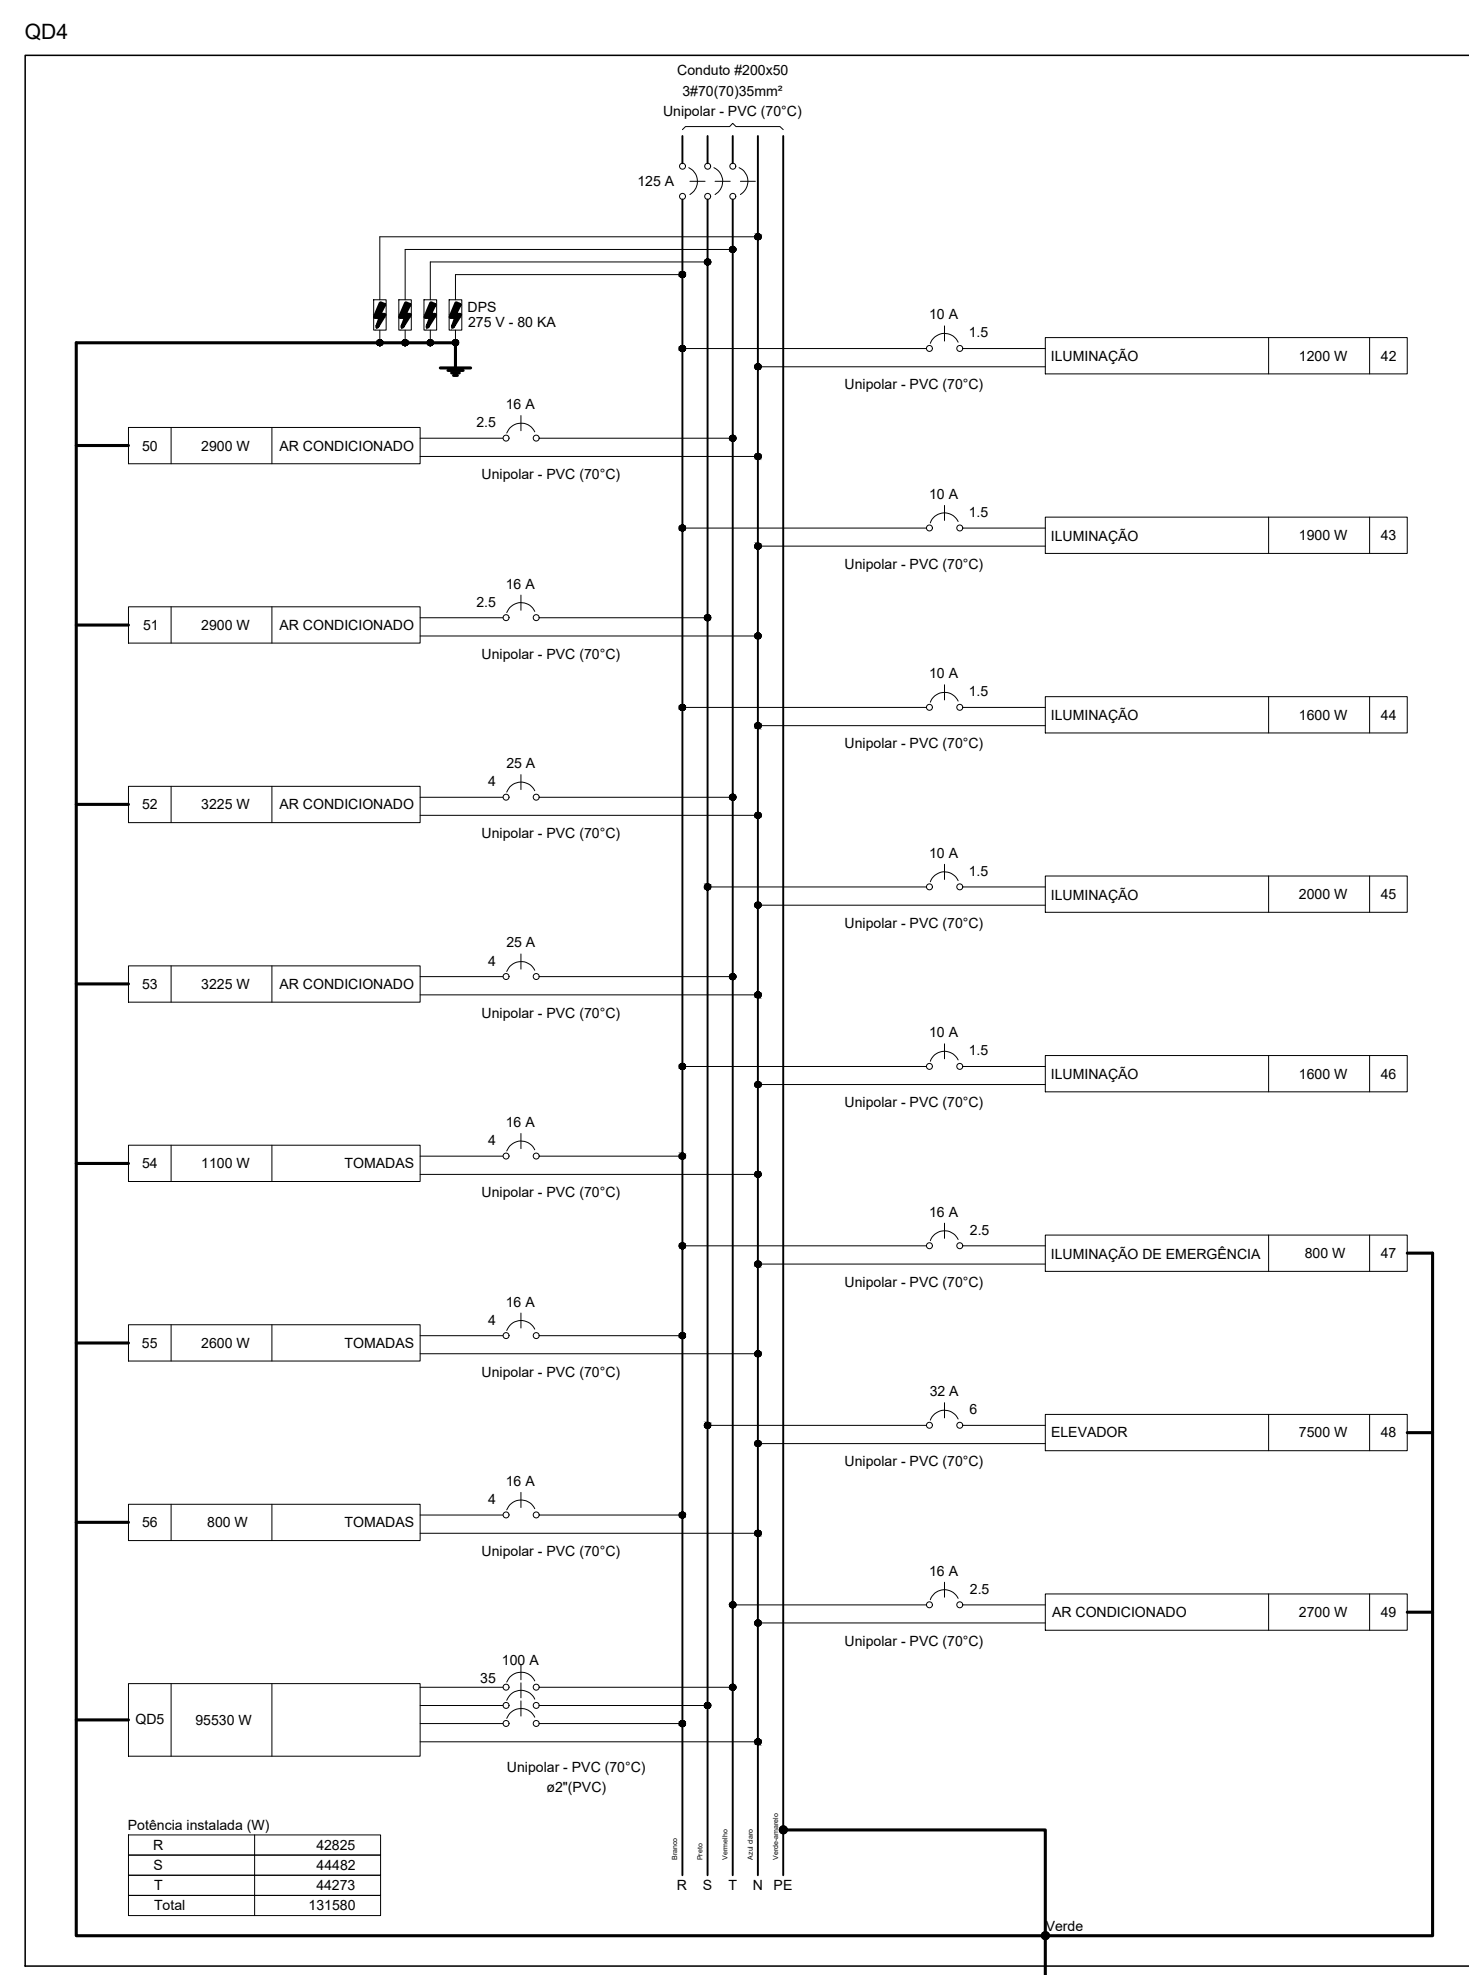 QD4
Conduto #200x50
3#70(70)35mm²
Unipolar - PVC (70°C)
125 A
DPS
275 V - 80 KA
10 A
1.5
ILUMINAÇÃO 1200 W 42
Unipolar - PVC (70°C)
16 A
2.5
50 2900 W AR CONDICIONADO
Unipolar - PVC (70°C)
10 A
1.5
ILUMINAÇÃO 1900 W 43
Unipolar - PVC (70°C)
16 A
2.5
51 2900 W AR CONDICIONADO
Unipolar - PVC (70°C)
10 A
1.5
ILUMINAÇÃO 1600 W 44
Unipolar - PVC (70°C)
25 A
4
52 3225 W AR CONDICIONADO
Unipolar - PVC (70°C)
10 A
1.5
ILUMINAÇÃO 2000 W 45
Unipolar - PVC (70°C)
25 A
4
53 3225 W AR CONDICIONADO
Unipolar - PVC (70°C)
10 A
1.5
ILUMINAÇÃO 1600 W 46
Unipolar - PVC (70°C)
16 A
4
54 1100 W TOMADAS
Unipolar - PVC (70°C)
16 A
2.5
ILUMINAÇÃO DE EMERGÊNCIA 800 W 47
Unipolar - PVC (70°C)
16 A
4
55 2600 W TOMADAS
Unipolar - PVC (70°C)
32 A
6
ELEVADOR 7500 W 48
Unipolar - PVC (70°C)
16 A
4
56 800 W TOMADAS
Unipolar - PVC (70°C)
16 A
2.5
AR CONDICIONADO 2700 W 49
Unipolar - PVC (70°C)
100 A
35
QD5 95530 W
Unipolar - PVC (70°C)
ø2"(PVC)
Potência instalada (W)
R 42825
S 44482
T 44273
Total 131580
Branco
Preto
Vermelho
Azul claro
Verde-amarelo
R S T N PE
Verde